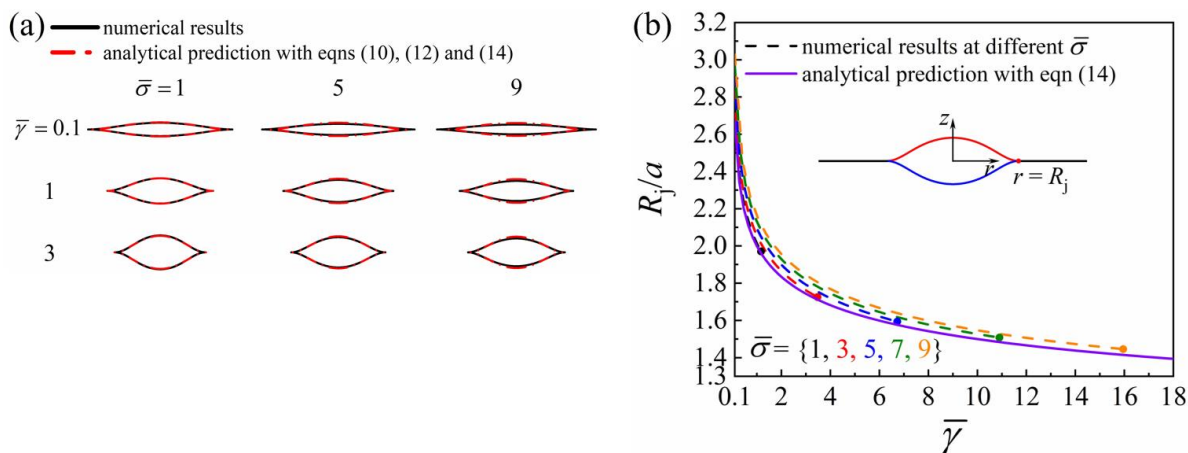 (a)
numerical results
analytical prediction with eqns (10), (12) and (14)
σ̄ = 1 5 9
γ̄ = 0.1
1
3
(b)
3.2
3.0
2.8
2.6
2.4
2.2
2.0
1.8
1.6
1.4
1.3
R_j/a
numerical results at different σ̄
analytical prediction with eqn (14)
z
r
r = R_j
σ̄ = {1, 3, 5, 7, 9}
0.1 2 4 6 8 10 12 14 16 18
γ̄